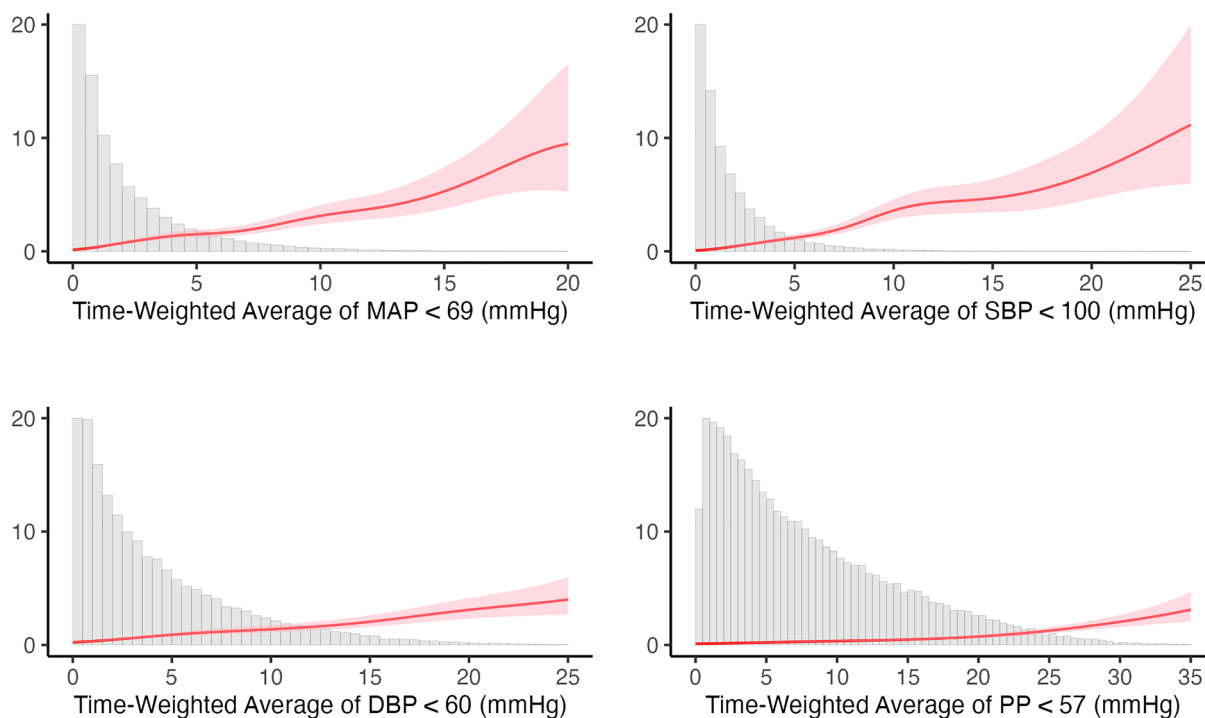 20
10
0
0 5 10 15 20
Time-Weighted Average of MAP < 69 (mmHg)
20
10
0
0 5 10 15 20 25
Time-Weighted Average of SBP < 100 (mmHg)
20
10
0
0 5 10 15 20 25
Time-Weighted Average of DBP < 60 (mmHg)
20
10
0
0 5 10 15 20 25 30 35
Time-Weighted Average of PP < 57 (mmHg)